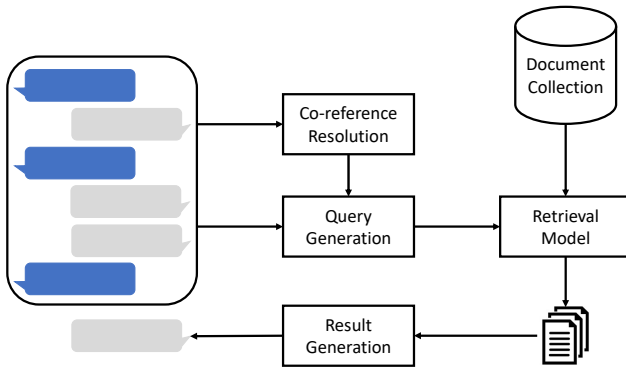 Document
Collection
Co-reference
Resolution
Query
Generation
Retrieval
Model
Result
Generation